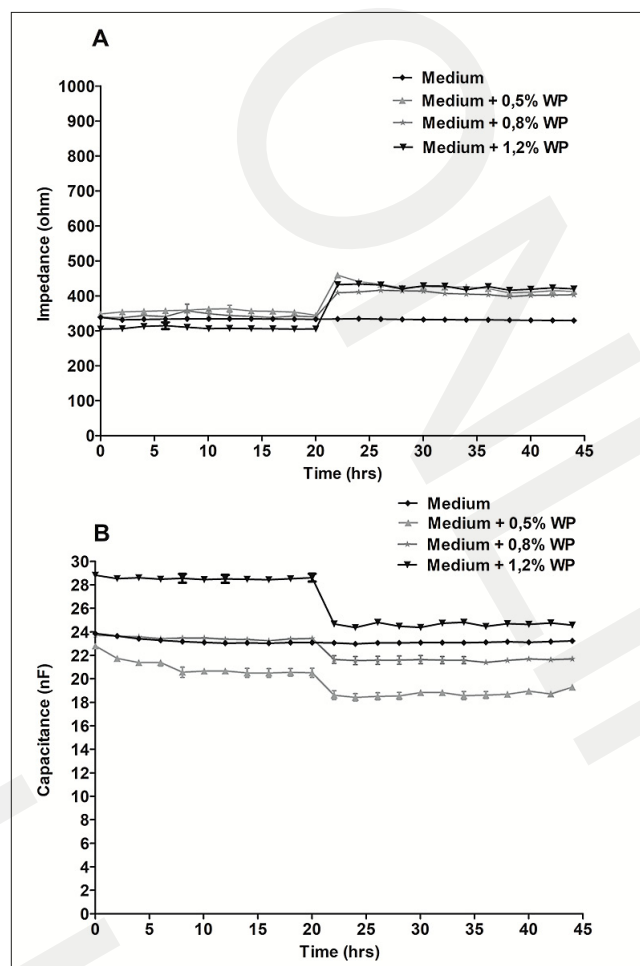 A
Medium
Medium + 0,5% WP
Medium + 0,8% WP
Medium + 1,2% WP
1000
900
800
700
600
500
400
300
200
100
0
Impedance (ohm)
0 5 10 15 20 25 30 35 40 45
Time (hrs)
B
Medium
Medium + 0,5% WP
Medium + 0,8% WP
Medium + 1,2% WP
30
28
26
24
22
20
18
16
14
12
10
8
6
4
2
0
Capacitance (nF)
0 5 10 15 20 25 30 35 40 45
Time (hrs)